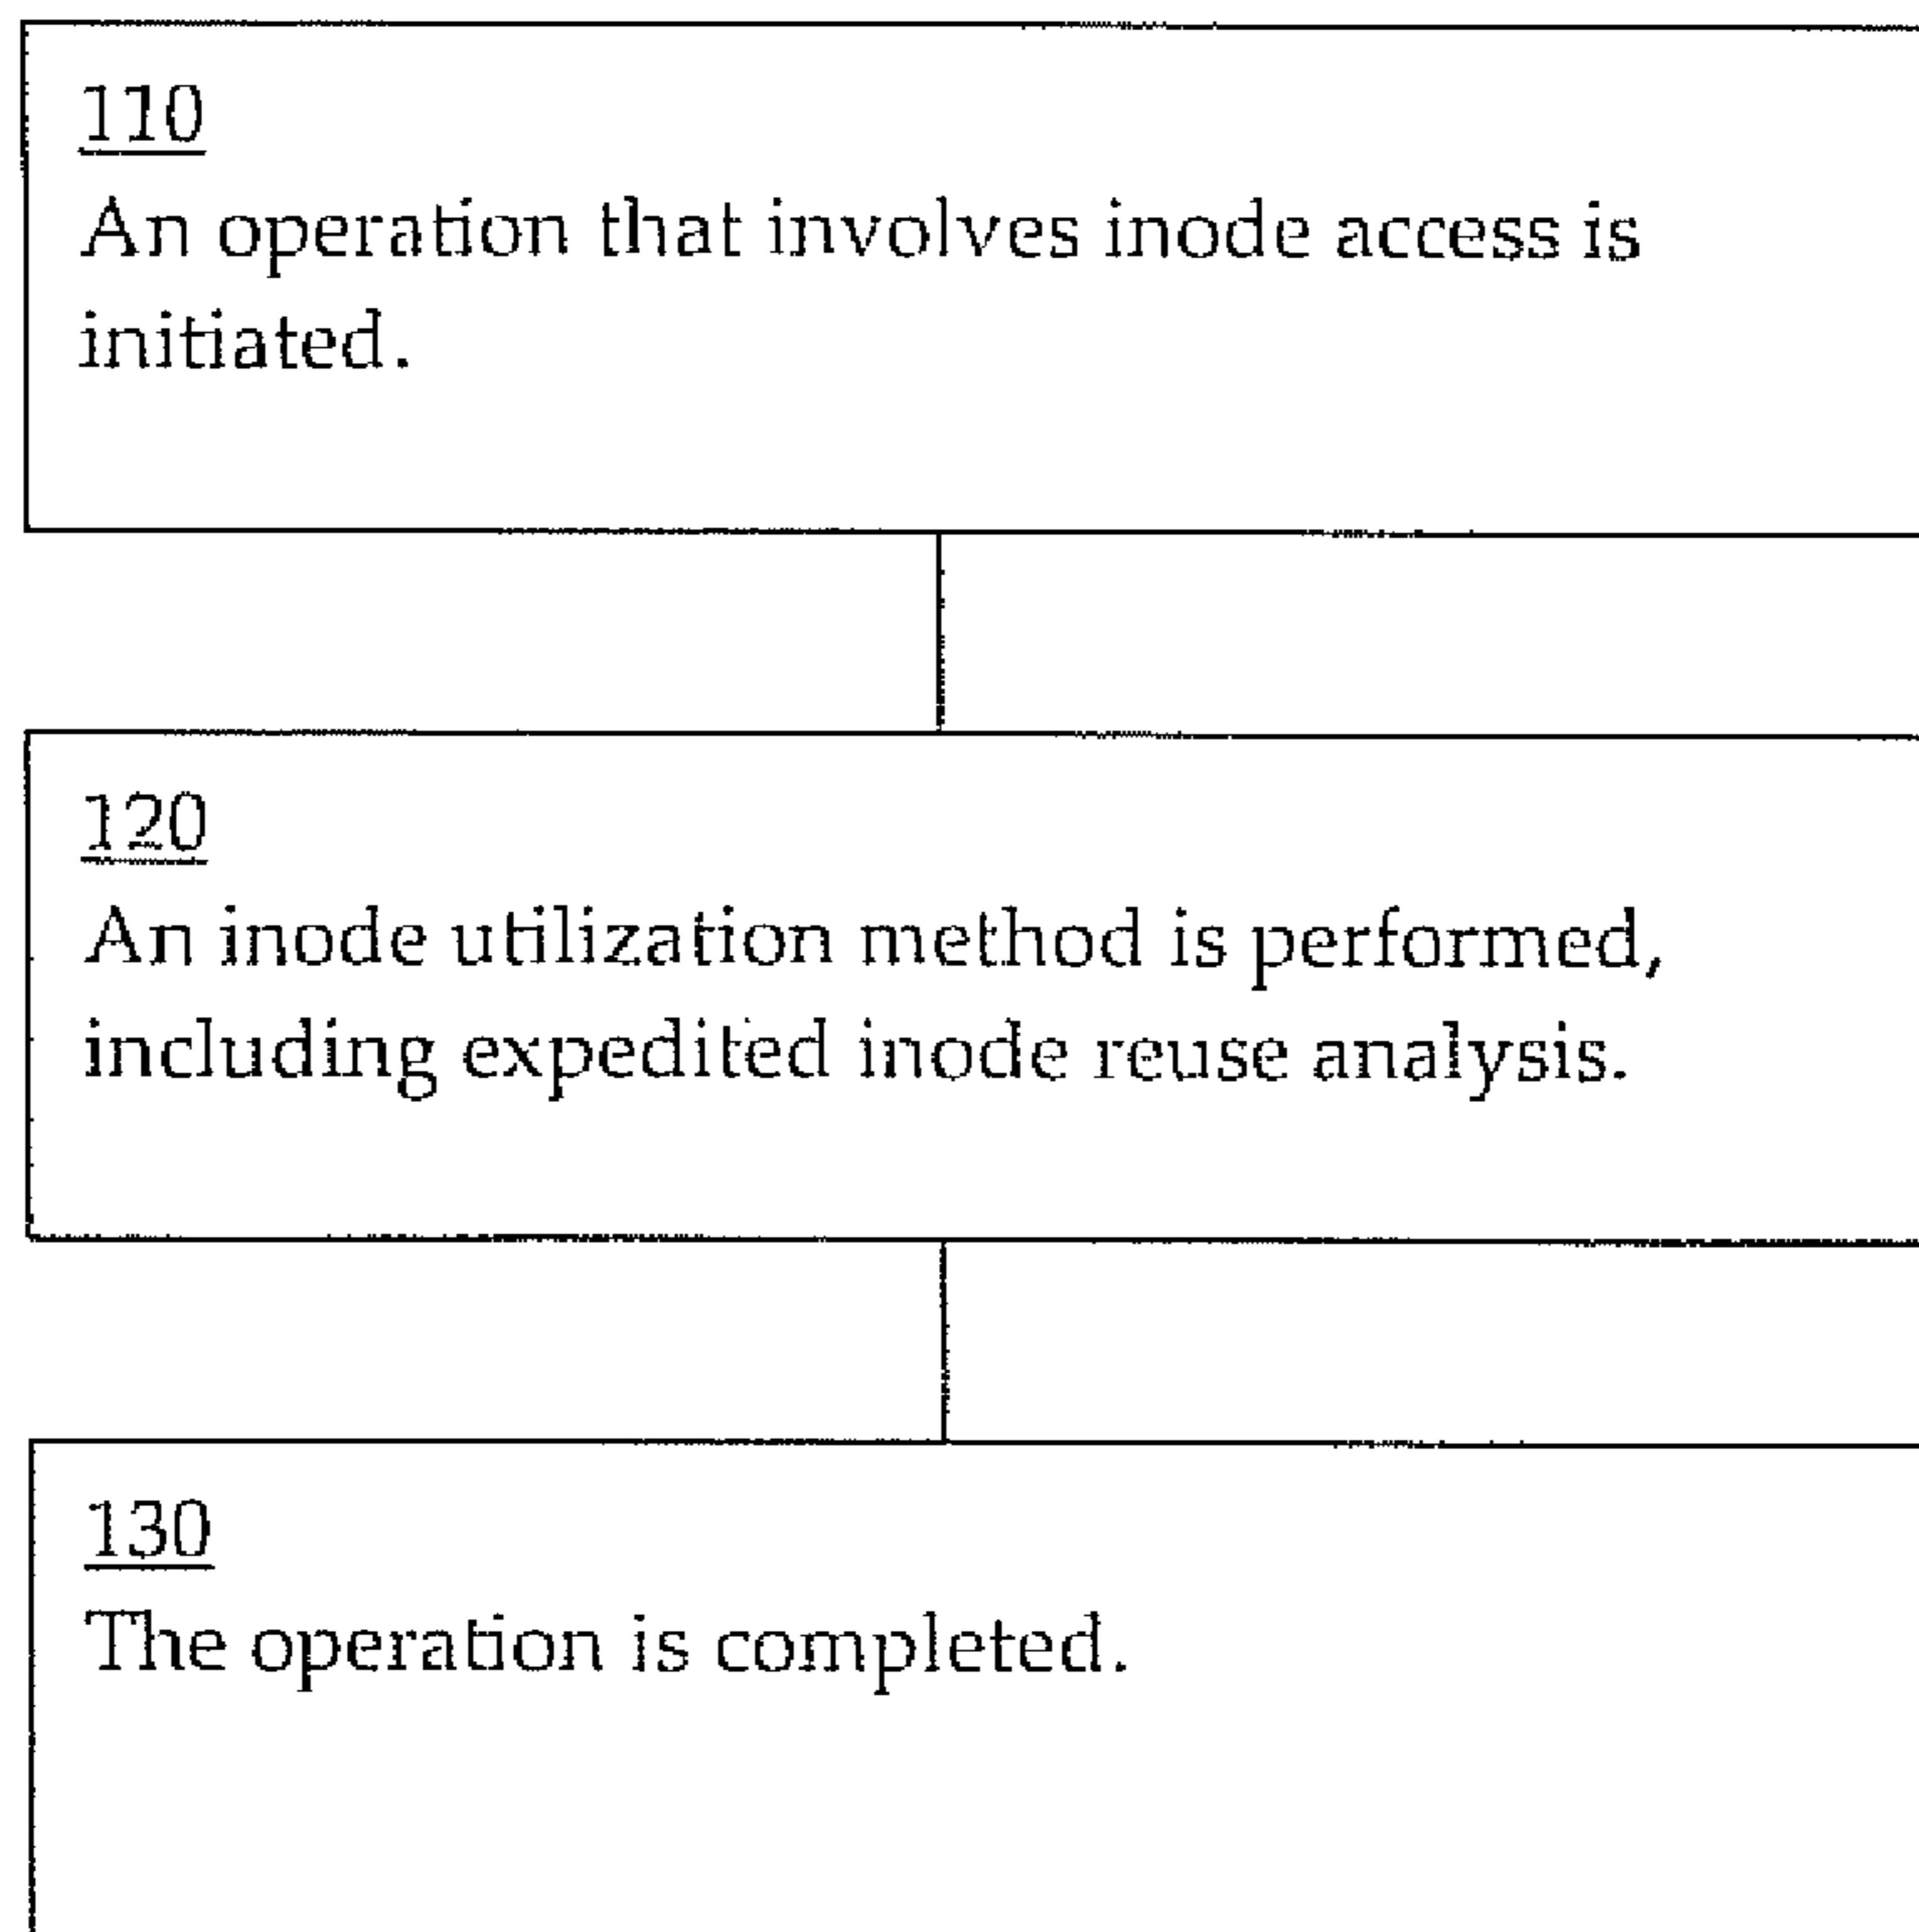 110
An operation that involves inode access is
initiated.
120
An inode utilization method is performed,
including expedited inode reuse analysis.
130
The operation is completed.